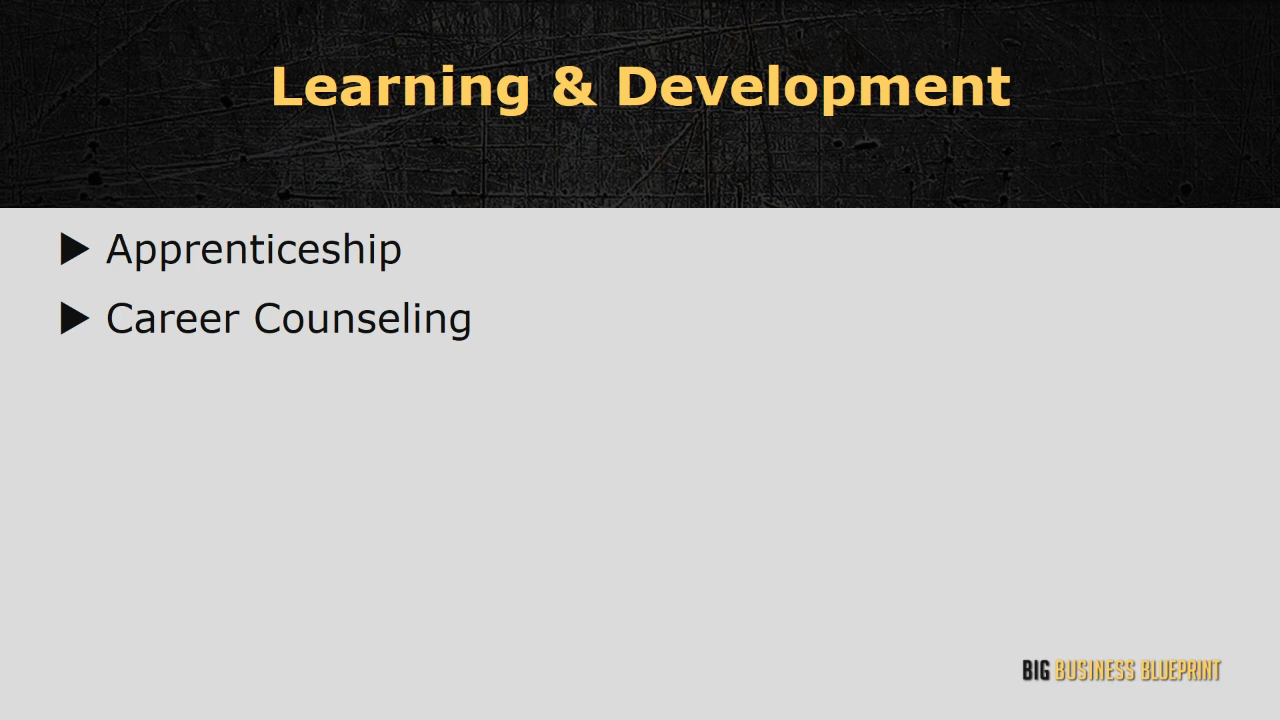 Learning & Development
Apprenticeship
Career Counseling
BIG BUSINESS BLUEPRINT